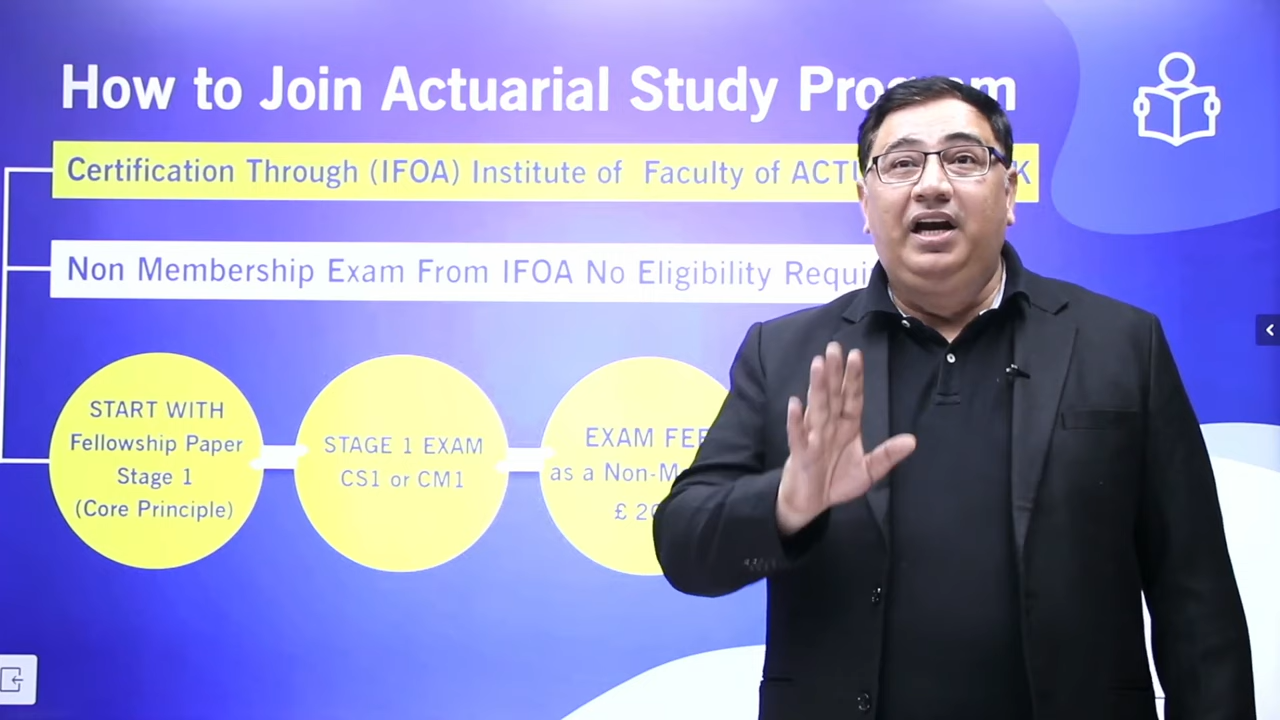 How to Join Actuarial Study Program
Certification Through (IFOA) Institute of Faculty of
Non Membership Exam From IFOA No Eligibility
START WITH
Fellowship Paper
Stage 1
(Core Principle)
STAGE 1 EXAM
CS1 or CM1
EXAM
as a
£